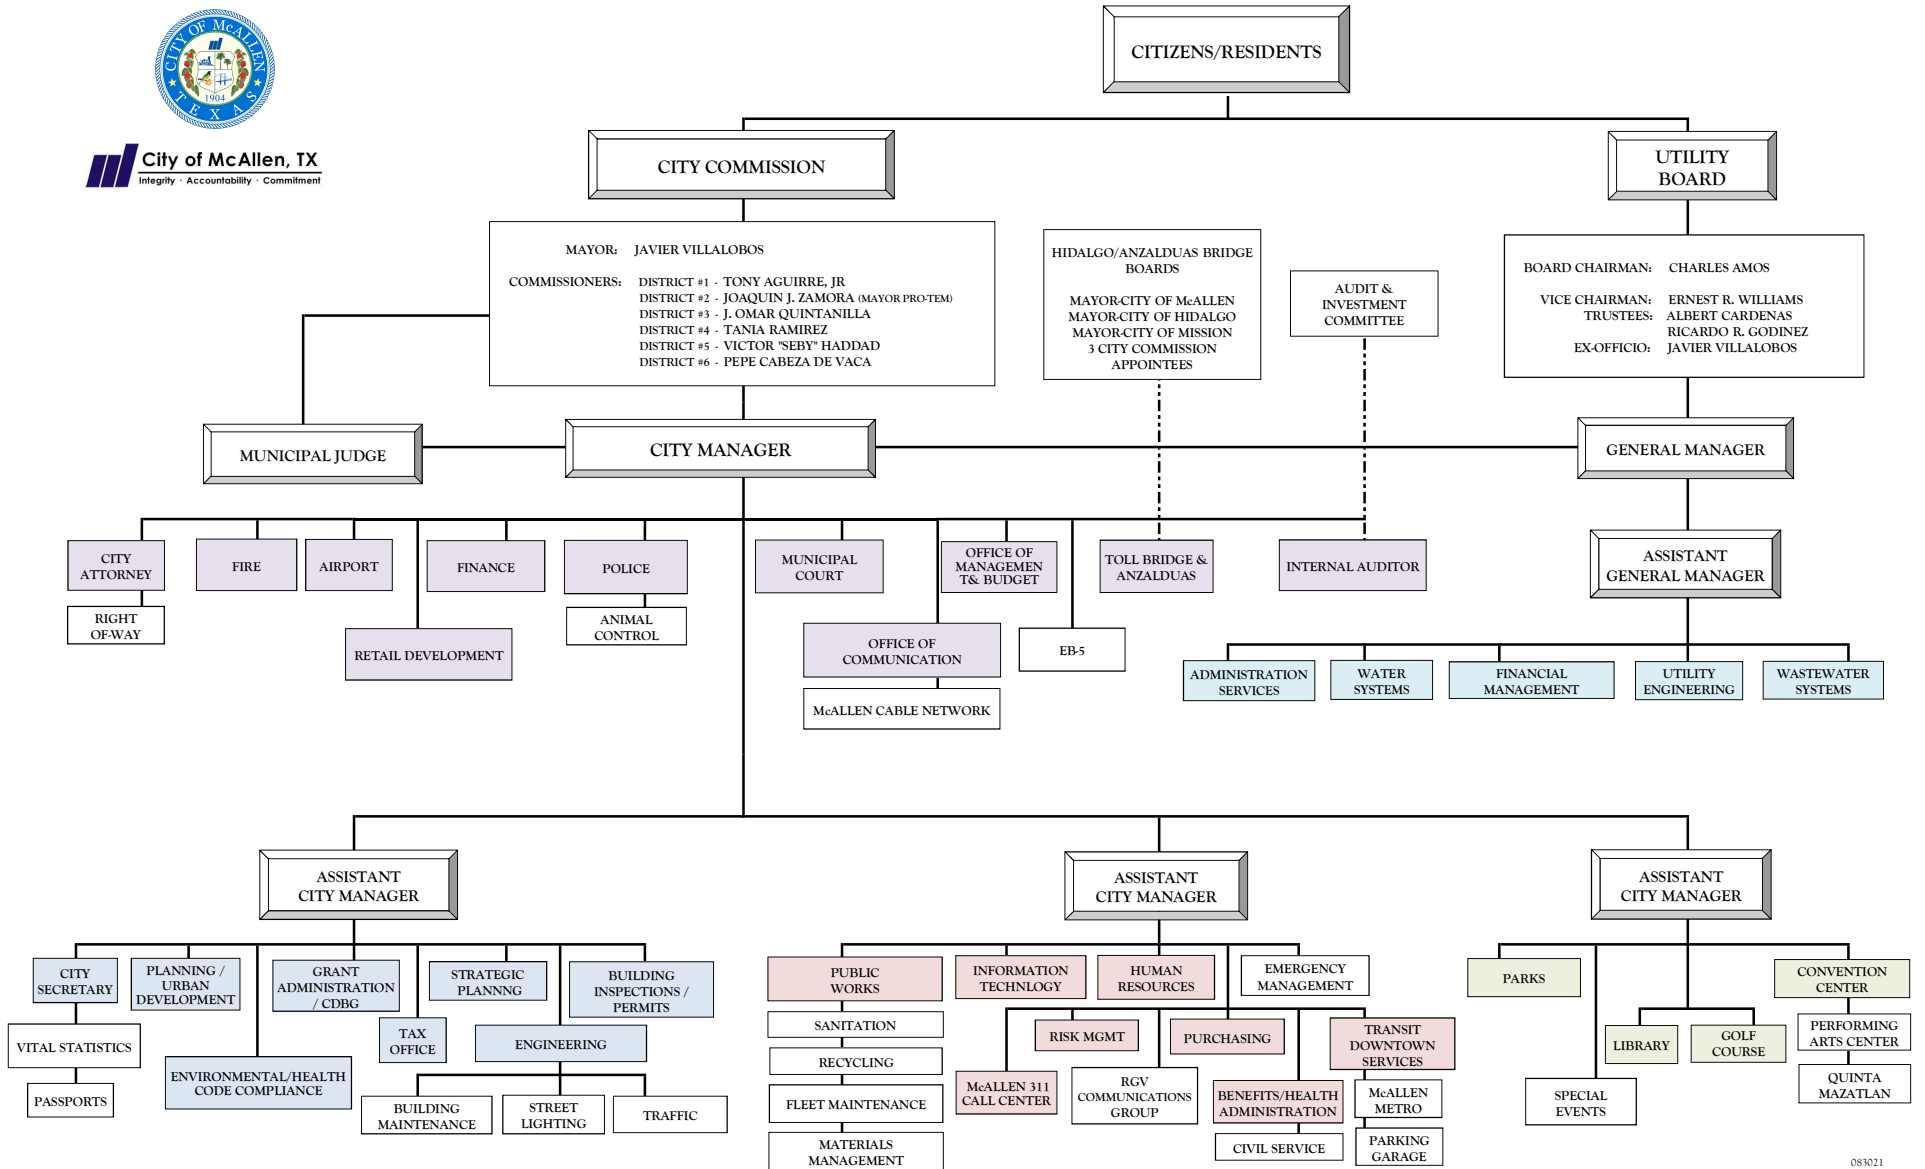 CITY OF McALLEN
1904
TEXAS
City of McAllen, TX
Integrity · Accountability · Commitment
CITIZENS/RESIDENTS
CITY COMMISSION
UTILITY
BOARD
MAYOR: JAVIER VILLALOBOS
COMMISSIONERS: DISTRICT #1 - TONY AGUIRRE, JR
DISTRICT #2 - JOAQUIN J. ZAMORA (MAYOR PRO-TEM)
DISTRICT #3 - J. OMAR QUINTANILLA
DISTRICT #4 - TANIA RAMIREZ
DISTRICT #5 - VICTOR "SEBY" HADDAD
DISTRICT #6 - PEPE CABEZA DE VACA
HIDALGO/ANZALDUAS BRIDGE
BOARDS
MAYOR-CITY OF McALLEN
MAYOR-CITY OF HIDALGO
MAYOR-CITY OF MISSION
3 CITY COMMISSION
APPOINTEES
AUDIT &
INVESTMENT
COMMITTEE
BOARD CHAIRMAN: CHARLES AMOS
VICE CHAIRMAN: ERNEST R. WILLIAMS
TRUSTEES: ALBERT CARDENAS
RICARDO R. GODINEZ
EX-OFFICIO: JAVIER VILLALOBOS
MUNICIPAL JUDGE
CITY MANAGER
GENERAL MANAGER
CITY
ATTORNEY
FIRE
AIRPORT
FINANCE
POLICE
MUNICIPAL
COURT
OFFICE OF
MANAGEMEN
T& BUDGET
TOLL BRIDGE &
ANZALDUAS
INTERNAL AUDITOR
ASSISTANT
GENERAL MANAGER
RIGHT
OF-WAY
RETAIL DEVELOPMENT
ANIMAL
CONTROL
OFFICE OF
COMMUNICATION
EB-5
McALLEN CABLE NETWORK
ADMINISTRATION
SERVICES
WATER
SYSTEMS
FINANCIAL
MANAGEMENT
UTILITY
ENGINEERING
WASTEWATER
SYSTEMS
ASSISTANT
CITY MANAGER
ASSISTANT
CITY MANAGER
ASSISTANT
CITY MANAGER
CITY
SECRETARY
PLANNING /
URBAN
DEVELOPMENT
GRANT
ADMINISTRATION
/ CDBG
STRATEGIC
PLANNNG
BUILDING
INSPECTIONS /
PERMITS
VITAL STATISTICS
TAX
OFFICE
ENGINEERING
PASSPORTS
ENVIRONMENTAL/HEALTH
CODE COMPLIANCE
BUILDING
MAINTENANCE
STREET
LIGHTING
TRAFFIC
PUBLIC
WORKS
INFORMATION
TECHNLOGY
HUMAN
RESOURCES
EMERGENCY
MANAGEMENT
SANITATION
RISK MGMT
PURCHASING
TRANSIT
DOWNTOWN
SERVICES
RECYCLING
McALLEN 311
CALL CENTER
RGV
COMMUNICATIONS
GROUP
BENEFITS/HEALTH
ADMINISTRATION
McALLEN
METRO
FLEET MAINTENANCE
CIVIL SERVICE
PARKING
GARAGE
MATERIALS
MANAGEMENT
PARKS
CONVENTION
CENTER
LIBRARY
GOLF
COURSE
PERFORMING
ARTS CENTER
SPECIAL
EVENTS
QUINTA
MAZATLAN
083021